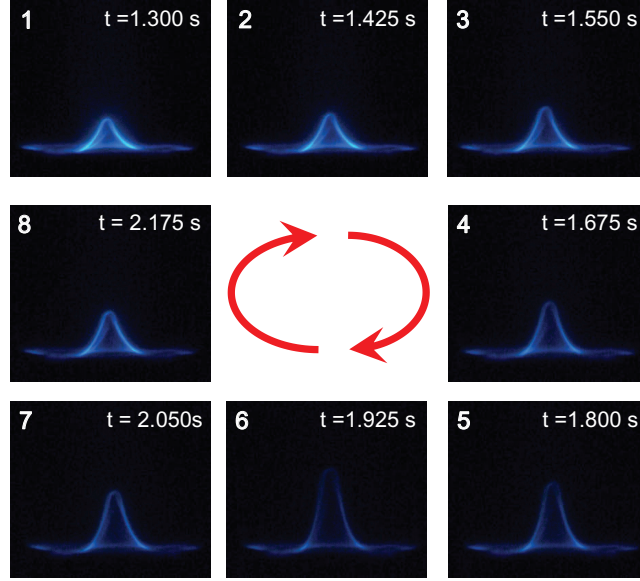 1 t =1.300 s
2 t =1.425 s
3 t =1.550 s
8 t = 2.175 s
4 t =1.675 s
7 t = 2.050s
6 t =1.925 s
5 t =1.800 s